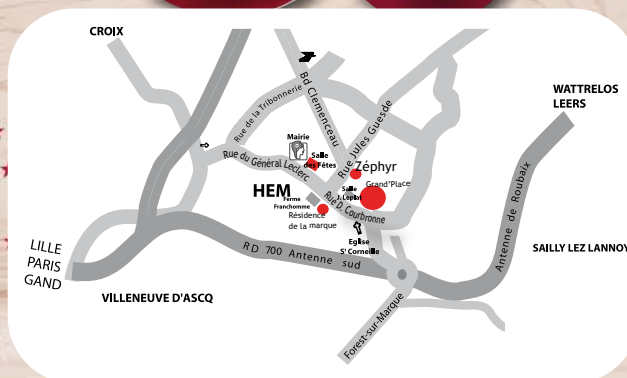 CROIX
WATTRELOS
LEERS
Bd Clemenceau
Rue de la Tribonnerie
Rue Jules Guesde
Mairie
Salle
des Fêtes
Rue du Général Leclerc
Zéphyr
Grand'Place
HEM
Salle
J. Leplat
Ferme
Franchomme
Rue D. Courbronne
Résidence
de la marque
Antenne de Roubaix
Eglise
St Corneille
RD 700 Antenne sud
LILLE
PARIS
GAND
SAILLY LEZ LANNOY
VILLENEUVE D'ASCQ
Forest-sur-Marque